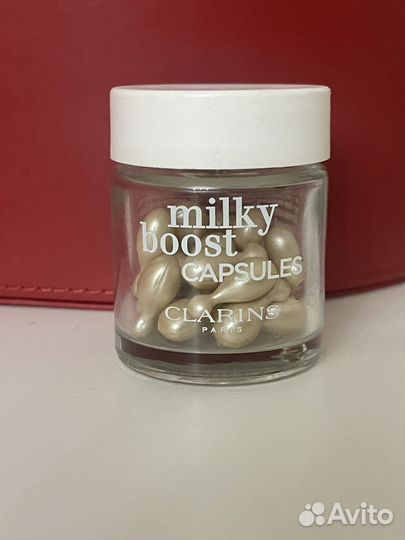 milky
boost
CAPSULES
CLARINS
PARIS
Avito